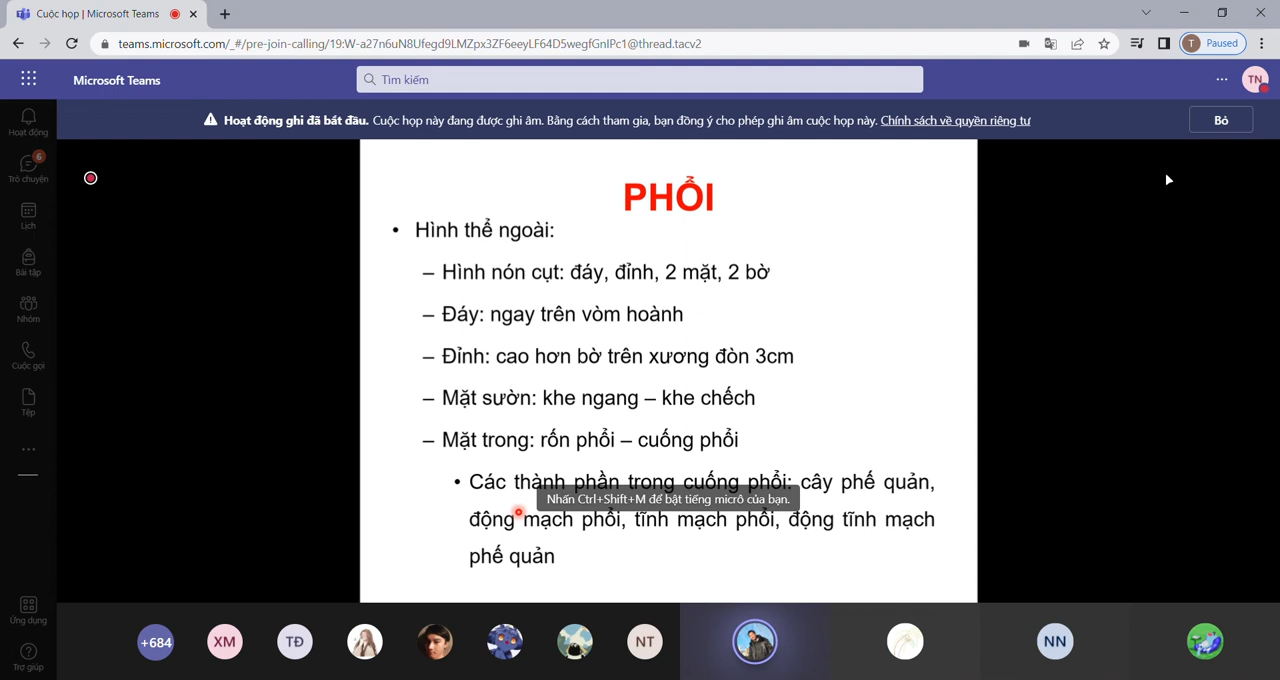 Cuộc họp | Microsoft Teams
teams.microsoft.com/_#/pre-join-calling/19:W-a27n6uN8Ufegd9LMZpx3ZF6eeyLF64D5wegfGnIPc1@thread.tacv2
T Paused
Microsoft Teams
Tìm kiếm
TN
Hoạt động ghi đã bắt đầu. Cuộc họp này đang được ghi âm. Bằng cách tham gia, bạn đồng ý cho phép ghi âm cuộc họp này. Chính sách về quyền riêng tư
Bỏ
Hoạt động
6
Trò chuyện
Lịch
Bài tập
Nhóm
Cuộc gọi
Tệp
Ứng dụng
Trợ giúp
PHỔI
• Hình thể ngoài:
– Hình nón cụt: đáy, đỉnh, 2 mặt, 2 bờ
– Đáy: ngay trên vòm hoành
– Đỉnh: cao hơn bờ trên xương đòn 3cm
– Mặt sườn: khe ngang – khe chếch
– Mặt trong: rốn phổi – cuống phổi
• Các thành phần trong cuống phổi: cây phế quản,
Nhấn Ctrl+Shift+M để bật tiếng micrô của bạn.
động mạch phổi, tĩnh mạch phổi, động tĩnh mạch
phế quản
+684
XM
TĐ
NT
NN